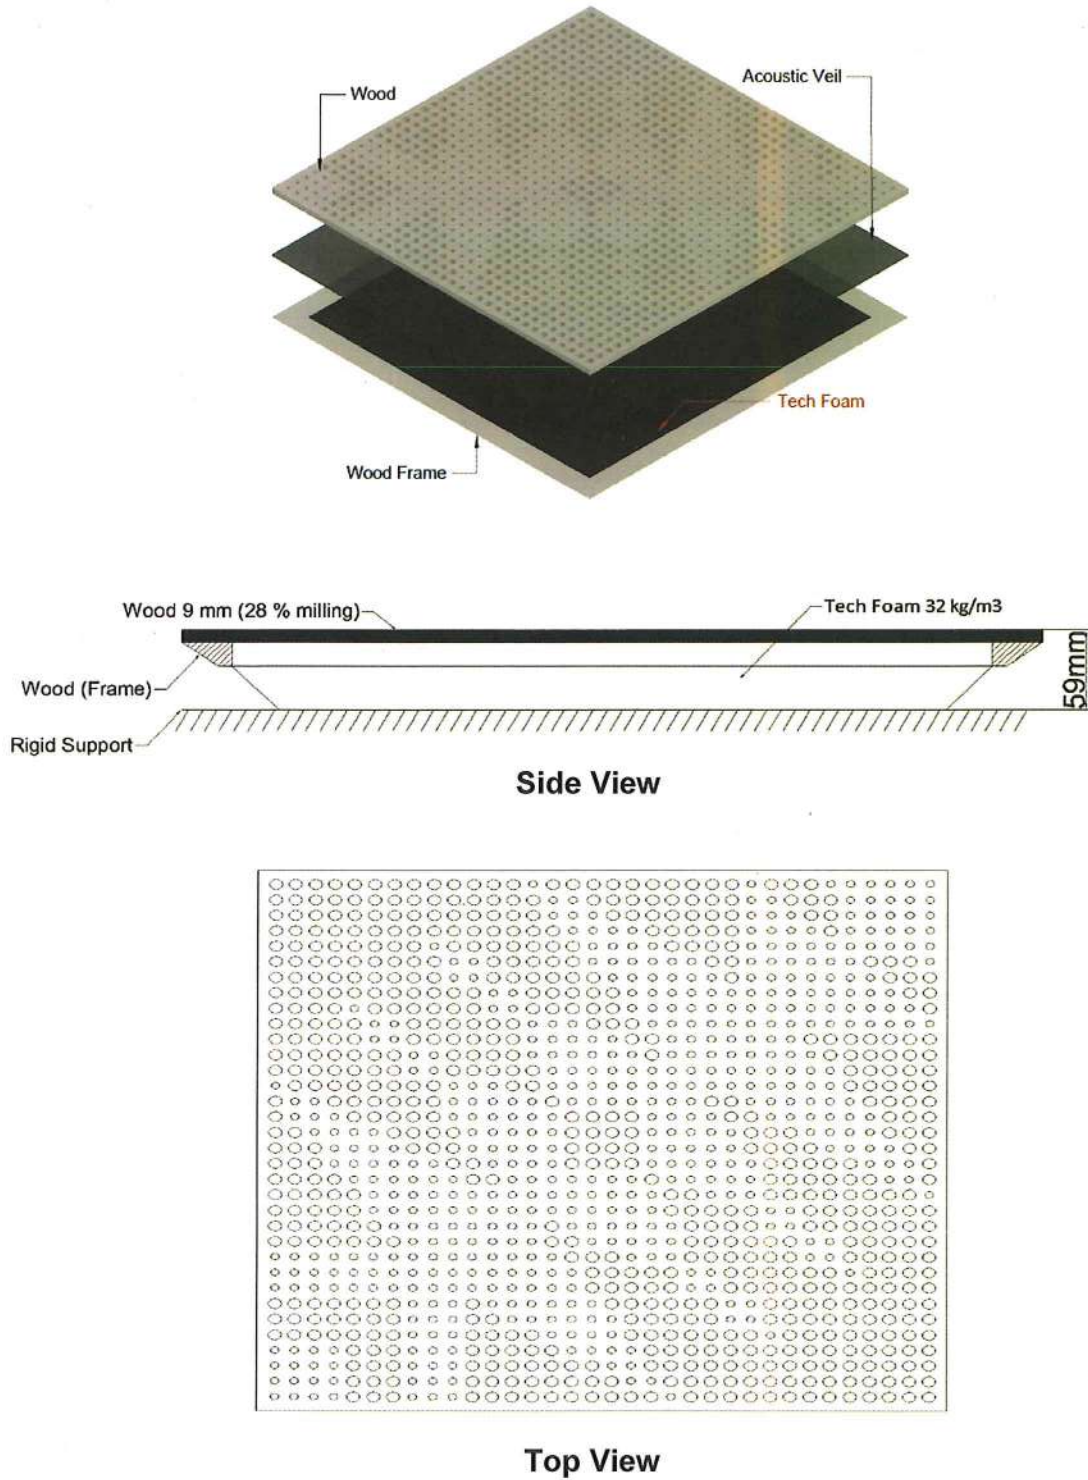 Wood
Acoustic Veil
Tech Foam
Wood Frame
Wood 9 mm (28 % milling)
Tech Foam 32 kg/m3
Wood (Frame)
59mm
Rigid Support
Side View
Top View